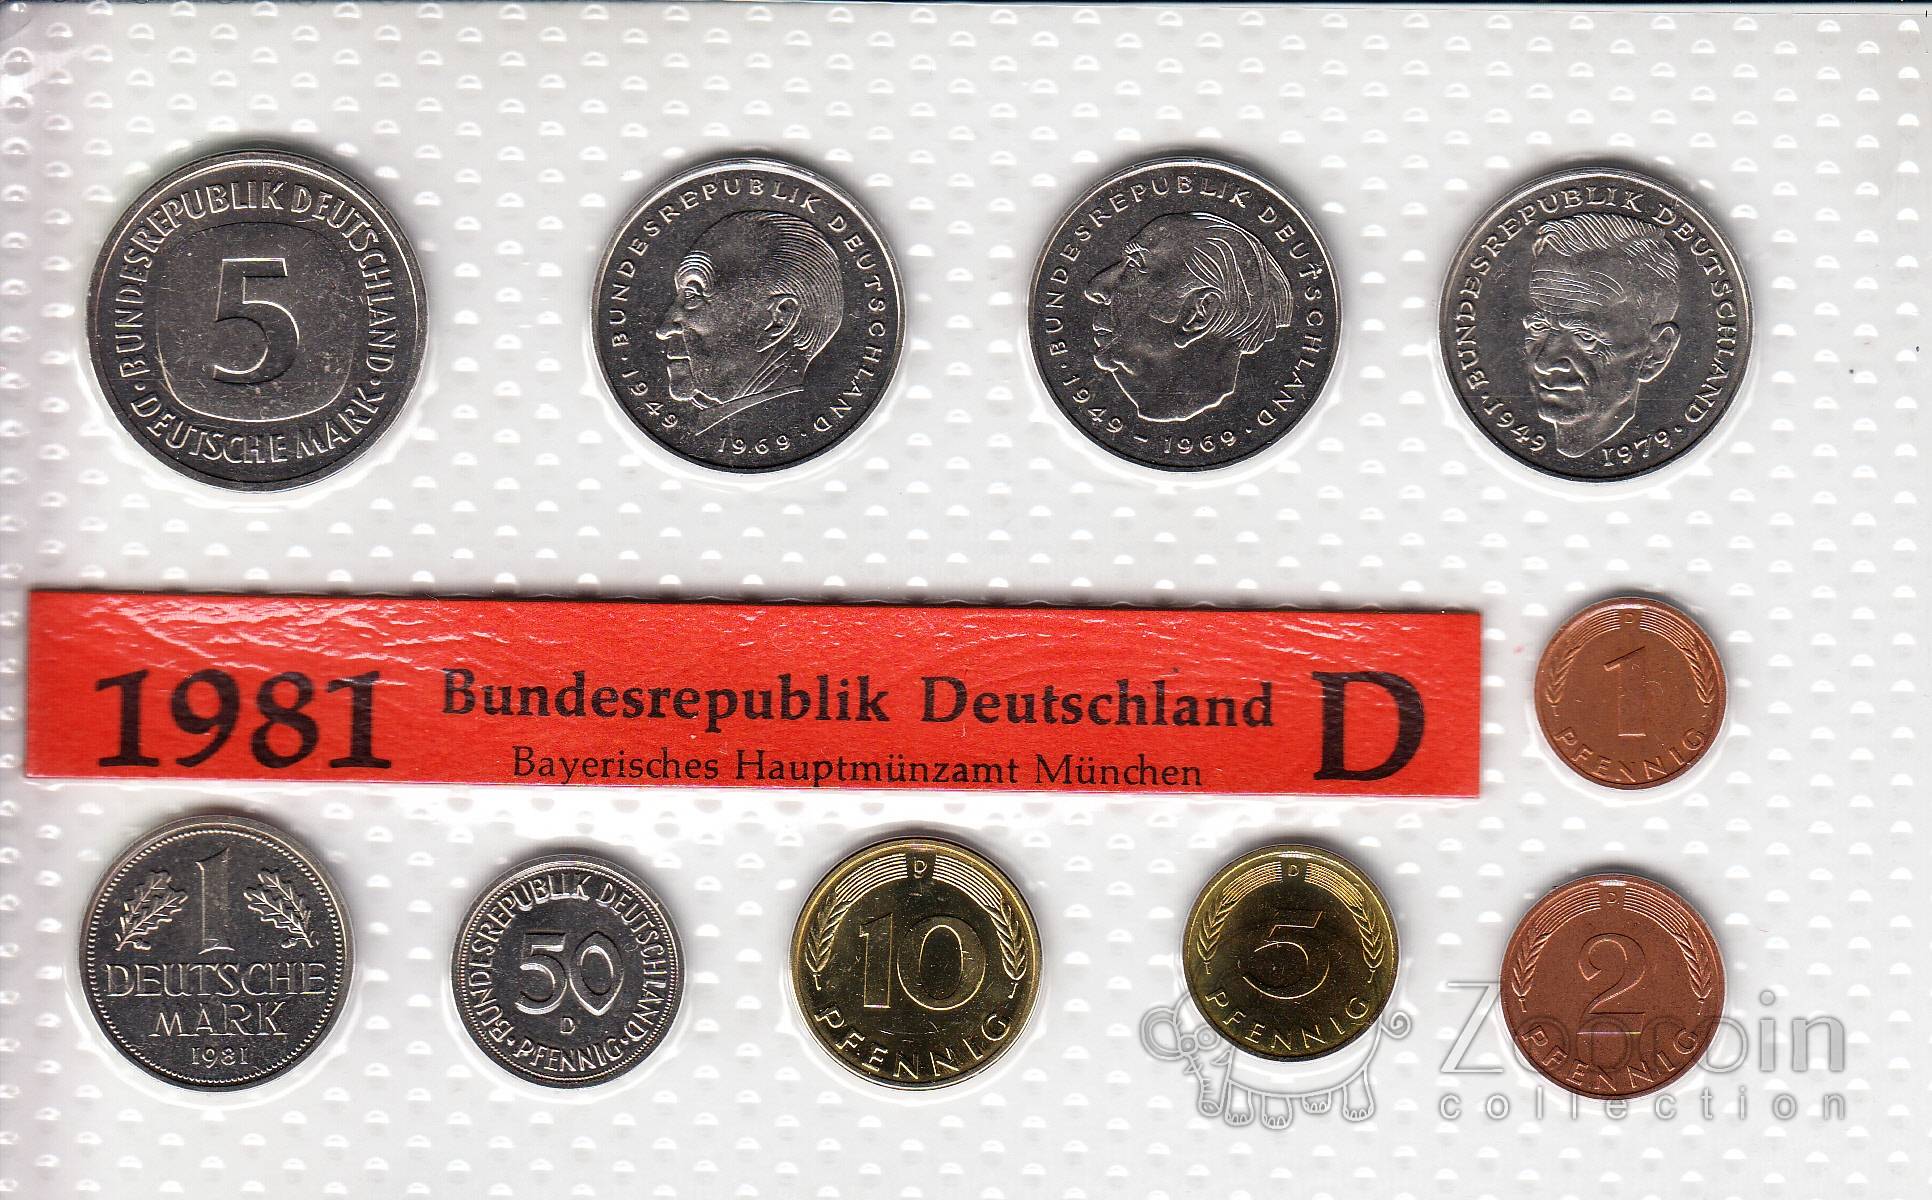 BUNDESREPUBLIK DEUTSCHLAND
5
· DEUTSCHE MARK ·
BUNDESREPUBLIK DEUTSCHLAND
· 1949 1969 ·
BUNDESREPUBLIK DEUTSCHLAND
· 1949 – 1969 ·
BUNDESREPUBLIK DEUTSCHLAND
· 1949 1979 ·
1981 Bundesrepublik Deutschland D
Bayerisches Hauptmünzamt München
D
1
PFENNIG
1
DEUTSCHE
MARK
1981
BUNDESREPUBLIK DEUTSCHLAND
50
D
· PFENNIG ·
D
10
PFENNIG
D
5
PFENNIG
D
2
PFENNIG
Zoocoin
collection